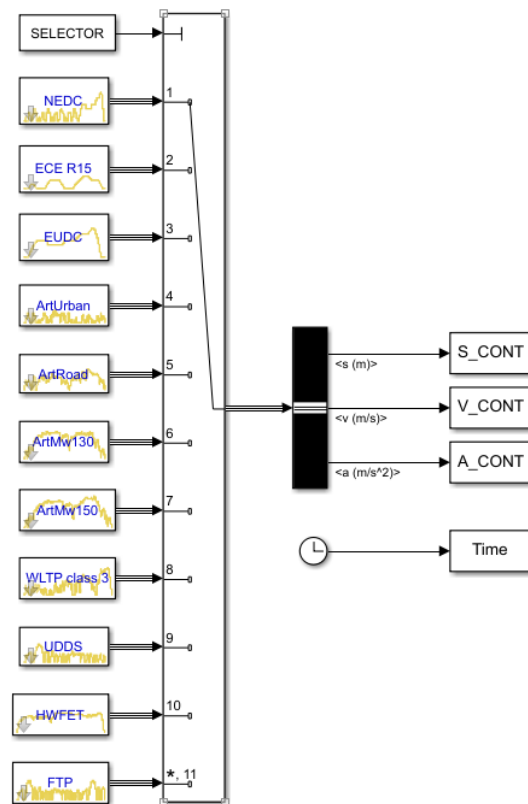 SELECTOR
NEDC
1
ECE R15
2
EUDC
3
ArtUrban
4
ArtRoad
5
ArtMw130
6
ArtMw150
7
WLTP class 3
8
UDDS
9
HWFET
10
FTP
*, 11
<s (m)>
S_CONT
<v (m/s)>
V_CONT
<a (m/s^2)>
A_CONT
Time